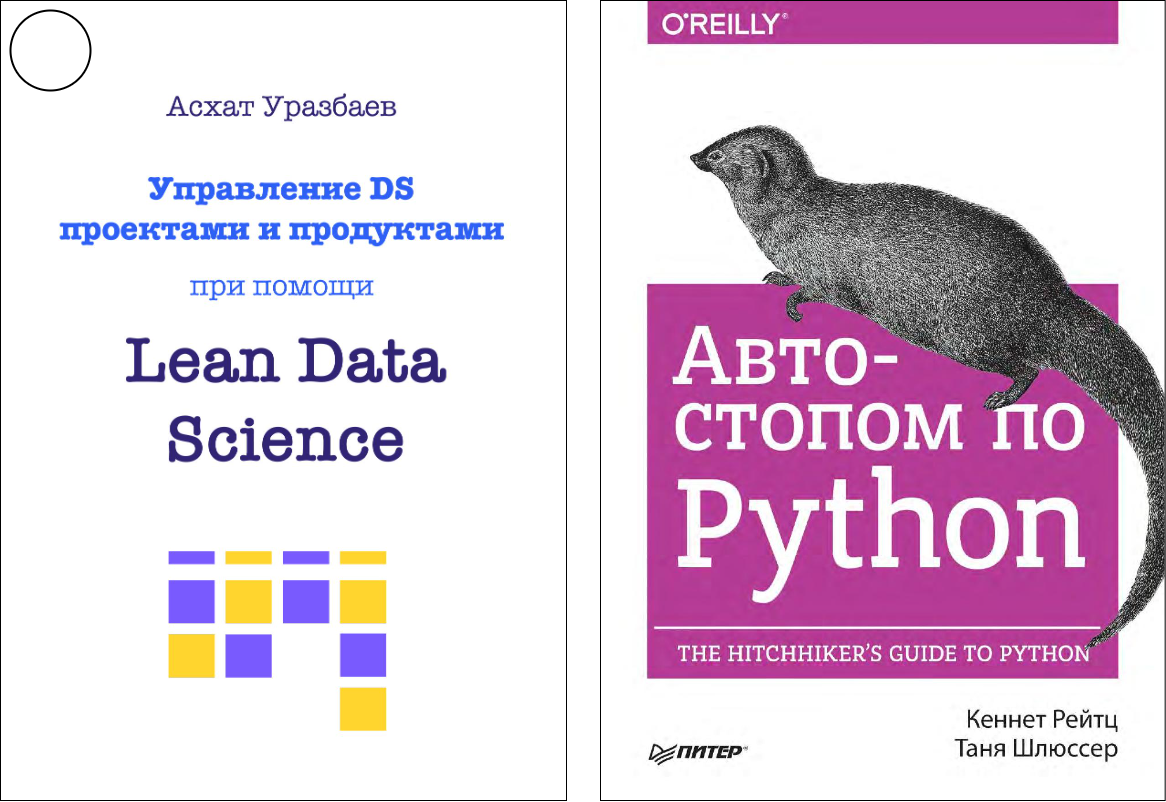 Асхат Уразбаев
Управление DS
проектами и продуктами
при помощи
Lean Data
Science
O'REILLY®
Авто-
стопом по
Python
THE HITCHHIKER'S GUIDE TO PYTHON
Кеннет Рейтц
Таня Шлюссер
ПИТЕР®